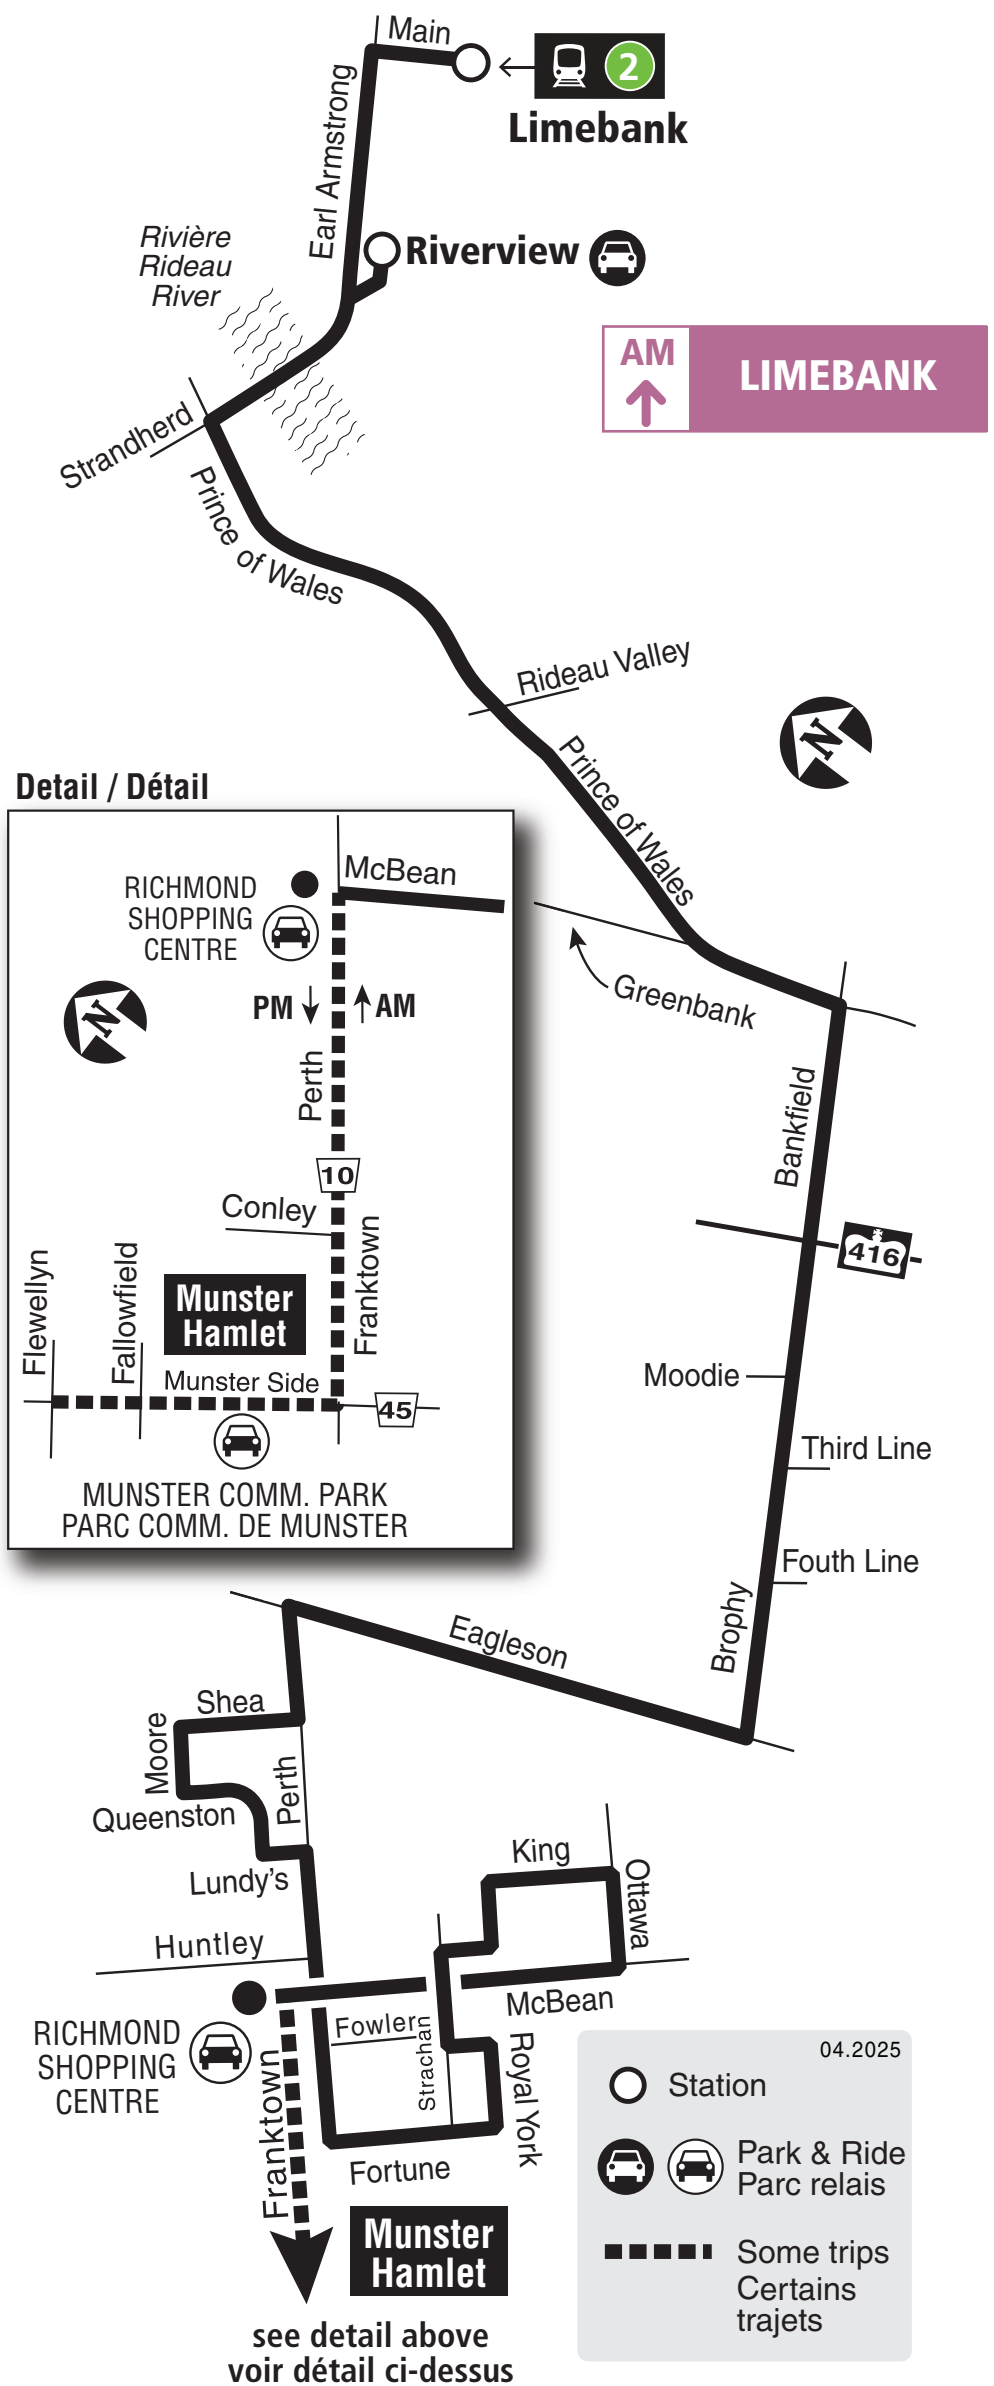 Main
2
Limebank
Earl Armstrong
Riverview
Rivière
Rideau
River
AM
LIMEBANK
Strandherd
Prince of Wales
Rideau Valley
N
Prince of Wales
Detail / Détail
McBean
RICHMOND
SHOPPING
CENTRE
PM
AM
N
Perth
10
Conley
Franktown
Flewellyn
Fallowfield
Munster
Hamlet
Munster Side
45
MUNSTER COMM. PARK
PARC COMM. DE MUNSTER
Greenbank
Bankfield
416
Moodie
Third Line
Fouth Line
Brophy
Eagleson
Shea
Moore
Perth
Queenston
Lundy's
King
Ottawa
Huntley
McBean
RICHMOND
SHOPPING
CENTRE
Fowler
Strachan
Royal York
Franktown
Fortune
Munster
Hamlet
see detail above
voir détail ci-dessus
04.2025
Station
Park & Ride
Parc relais
Some trips
Certains
trajets